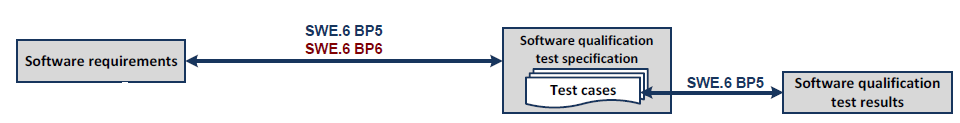 SWE.6 BP5
SWE.6 BP6
Software requirements
Software qualification
test specification
Test cases
SWE.6 BP5
Software qualification
test results